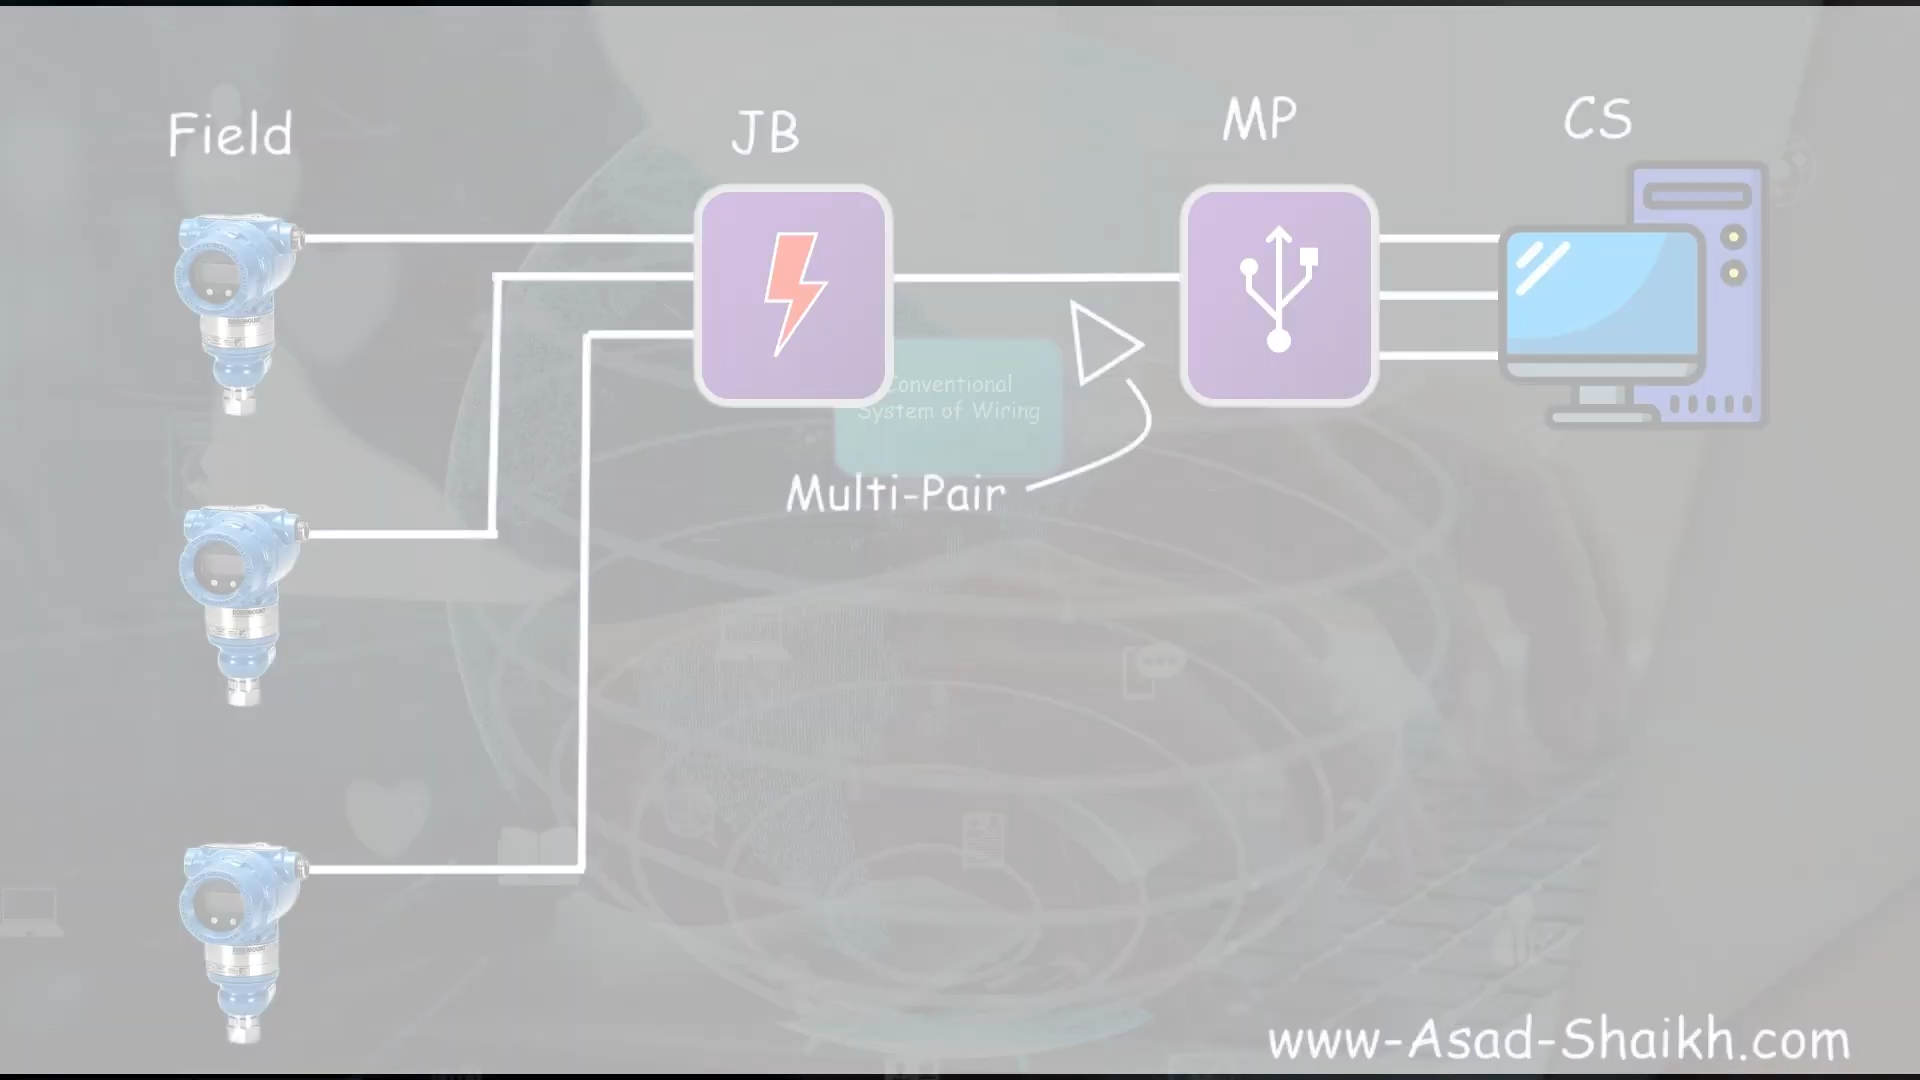 Field
JB
MP
CS
Conventional
System of Wiring
Multi-Pair
www-Asad-Shaikh.com